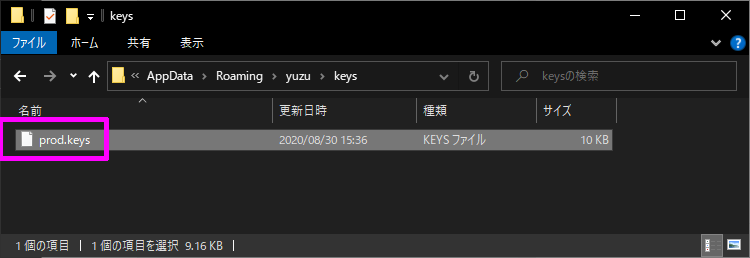 keys
ファイル ホーム 共有 表示
« AppData › Roaming › yuzu › keys keysの検索
名前 更新日時 種類 サイズ
prod.keys 2020/08/30 15:36 KEYS ファイル 10 KB
1 個の項目 1 個の項目を選択 9.16 KB